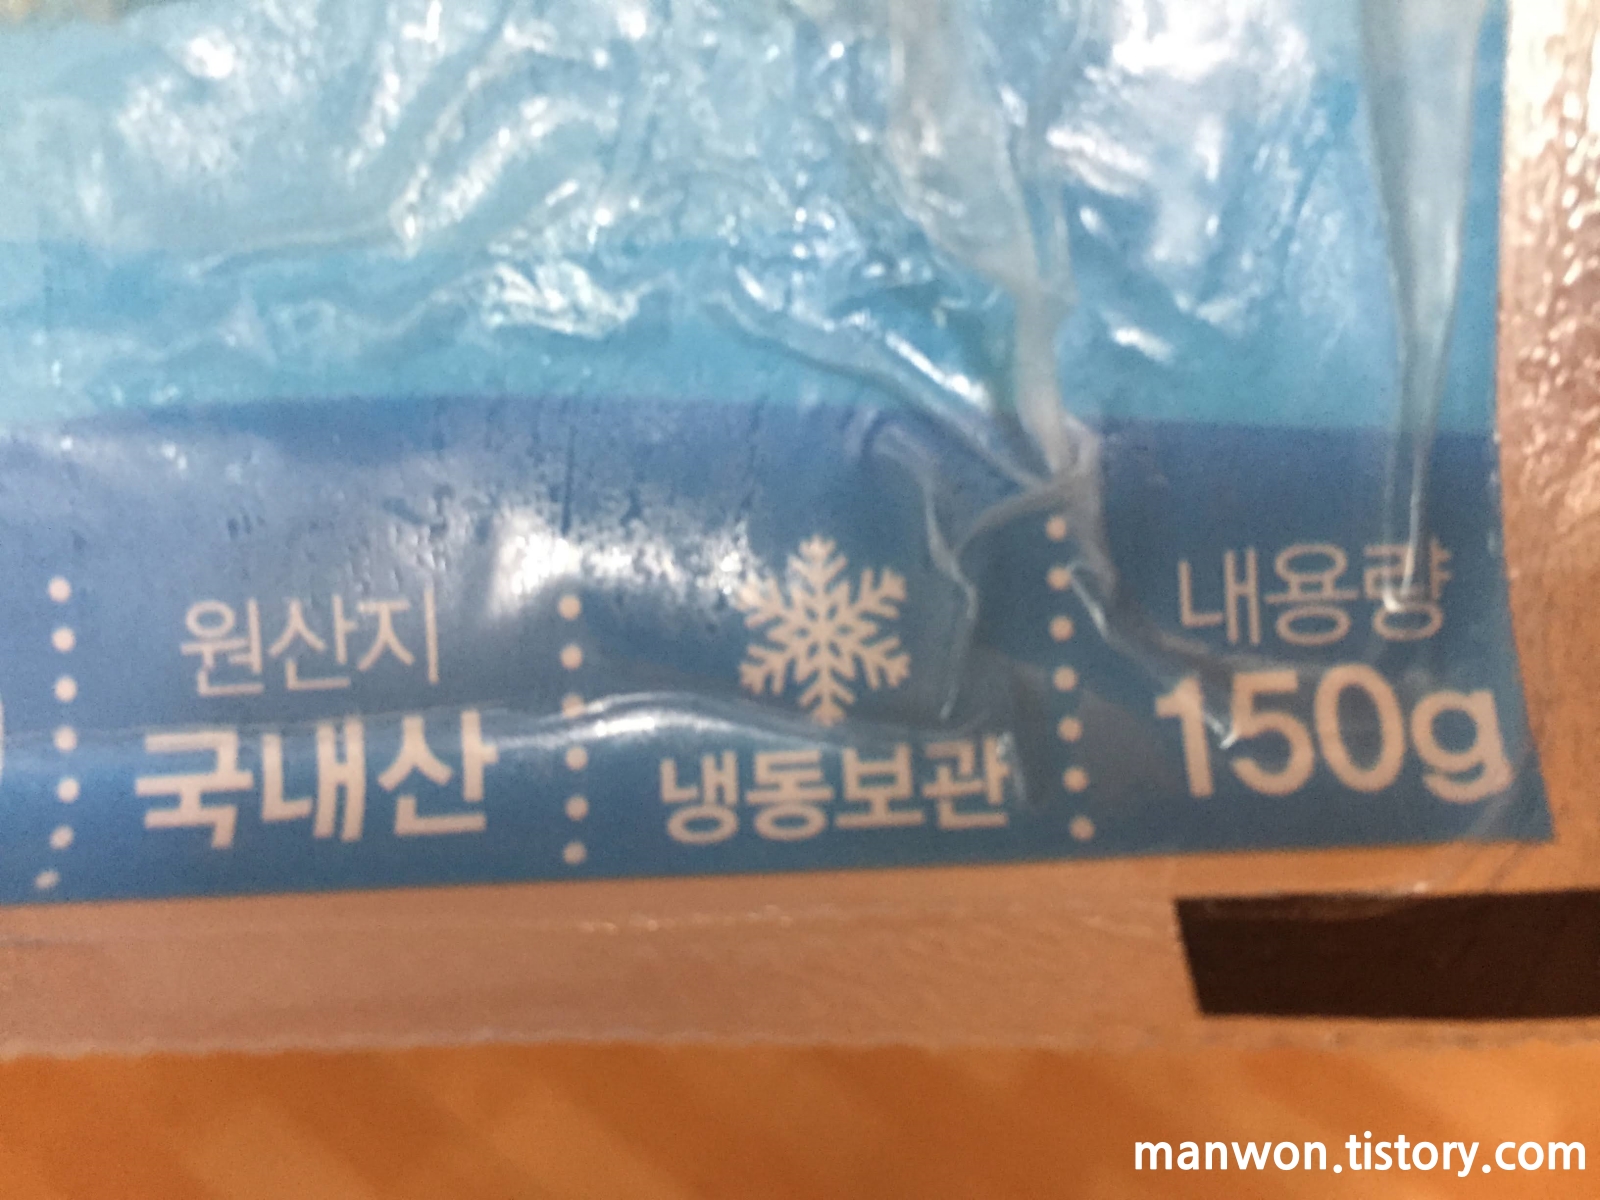 원산지
국내산
냉동보관
내용량
150g
manwon.tistory.com